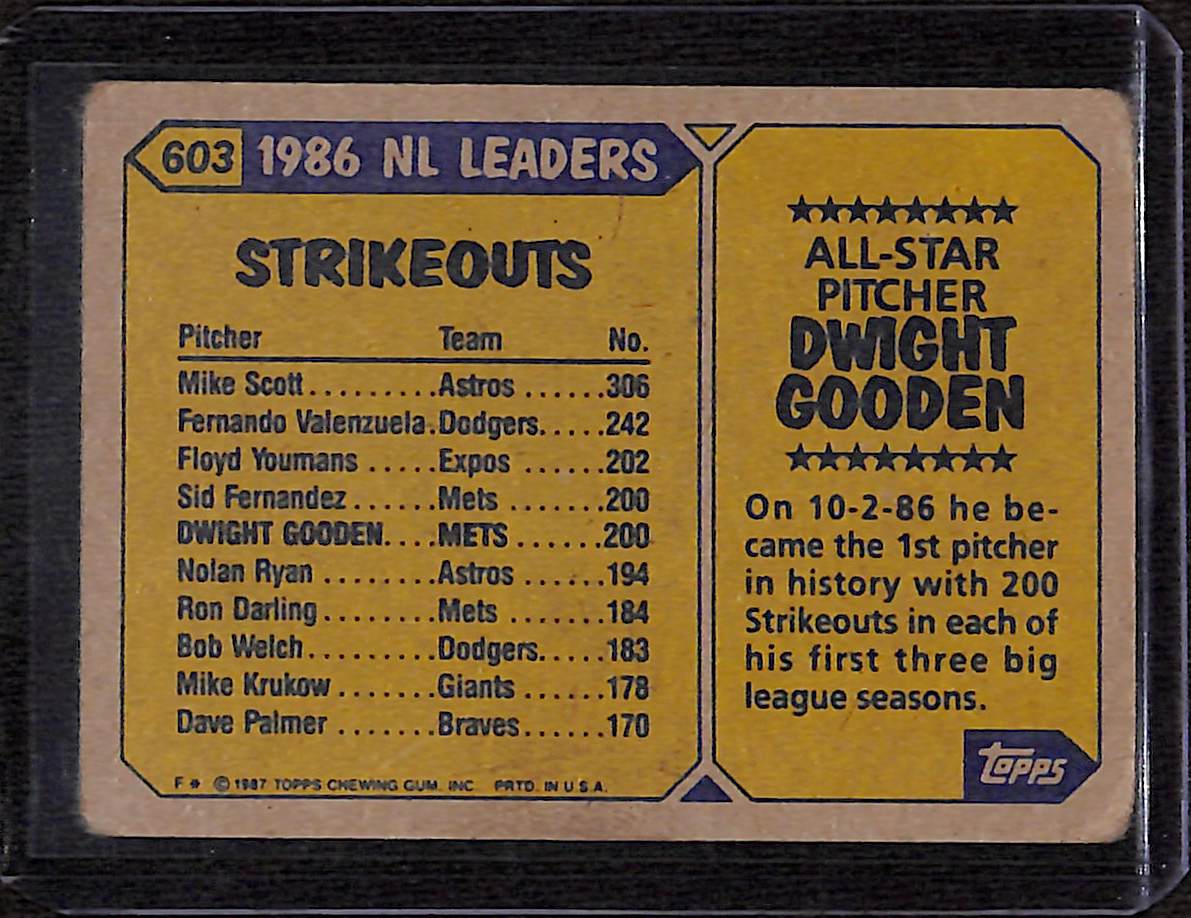 603 1986 NL LEADERS
STRIKEOUTS
Pitcher Team No.
Mike Scott.........Astros ......306
Fernando Valenzuela.Dodgers.....242
Floyd Youmans .....Expos ......202
Sid Fernandez......Mets .......200
DWIGHT GOODEN....METS ......200
Nolan Ryan ........Astros ......194
Ron Darling........Mets .......184
Bob Welch.........Dodgers.....183
Mike Krukow .......Giants ......178
Dave Palmer .......Braves......170
F * © 1987 TOPPS CHEWING GUM, INC. PRTD. IN U.S.A.
★★★★★★★★
ALL-STAR
PITCHER
DWIGHT
GOODEN
★★★★★★★★
On 10-2-86 he be-
came the 1st pitcher
in history with 200
Strikeouts in each of
his first three big
league seasons.
topps